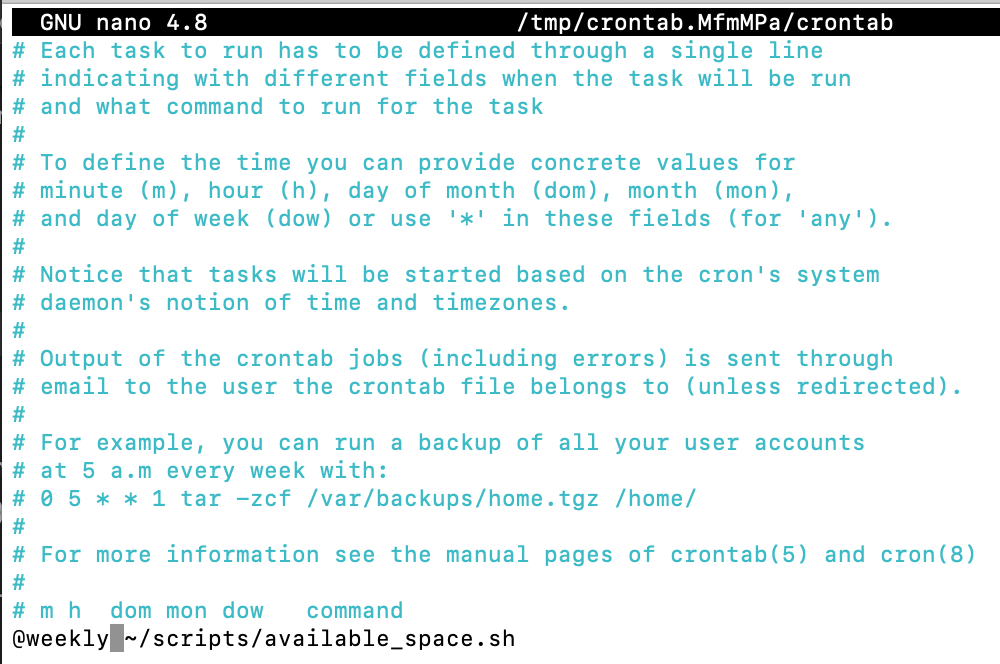 GNU nano 4.8 /tmp/crontab.MfmMPa/crontab
# Each task to run has to be defined through a single line
# indicating with different fields when the task will be run
# and what command to run for the task
#
# To define the time you can provide concrete values for
# minute (m), hour (h), day of month (dom), month (mon),
# and day of week (dow) or use '*' in these fields (for 'any').
#
# Notice that tasks will be started based on the cron's system
# daemon's notion of time and timezones.
#
# Output of the crontab jobs (including errors) is sent through
# email to the user the crontab file belongs to (unless redirected).
#
# For example, you can run a backup of all your user accounts
# at 5 a.m every week with:
# 0 5 * * 1 tar -zcf /var/backups/home.tgz /home/
#
# For more information see the manual pages of crontab(5) and cron(8)
#
# m h  dom mon dow   command
@weekly ~/scripts/available_space.sh